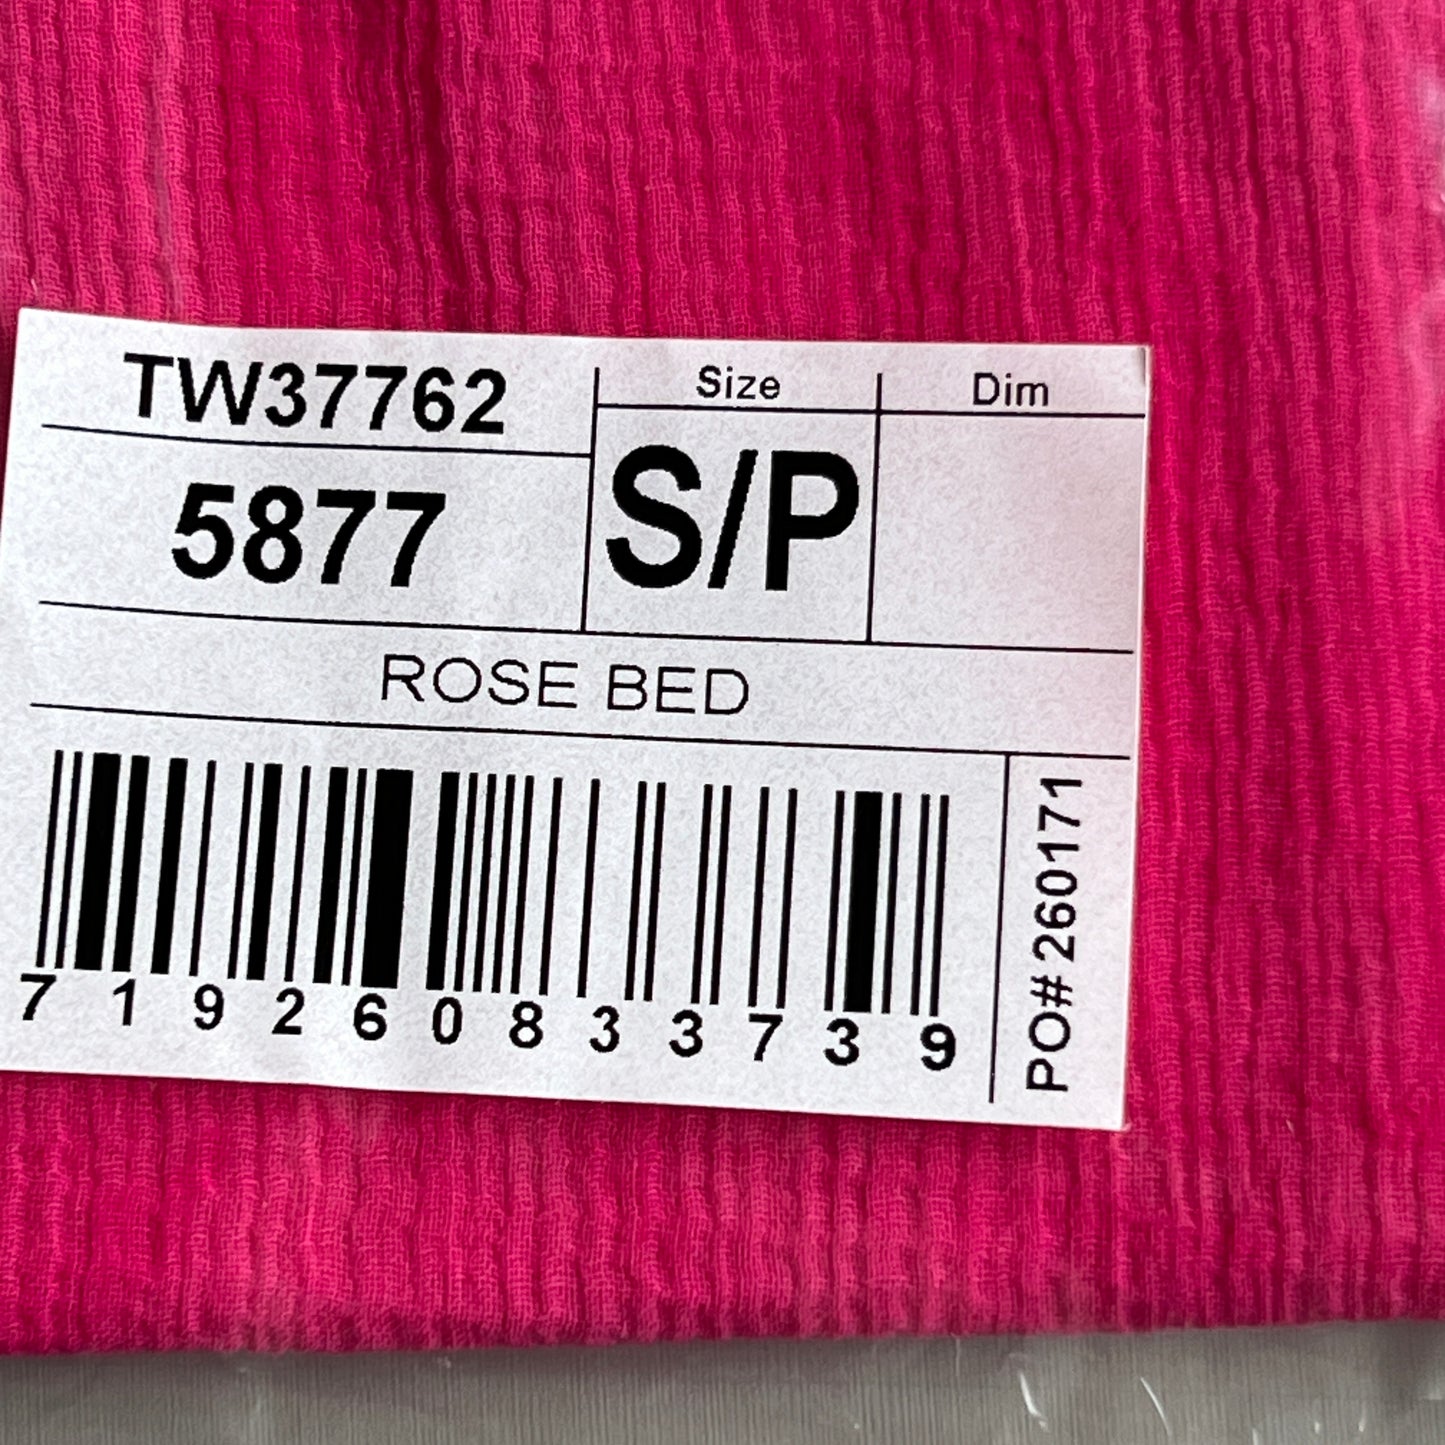 TW37762
Size
Dim
5877
S/P
ROSE BED
719260833739
PO# 260171